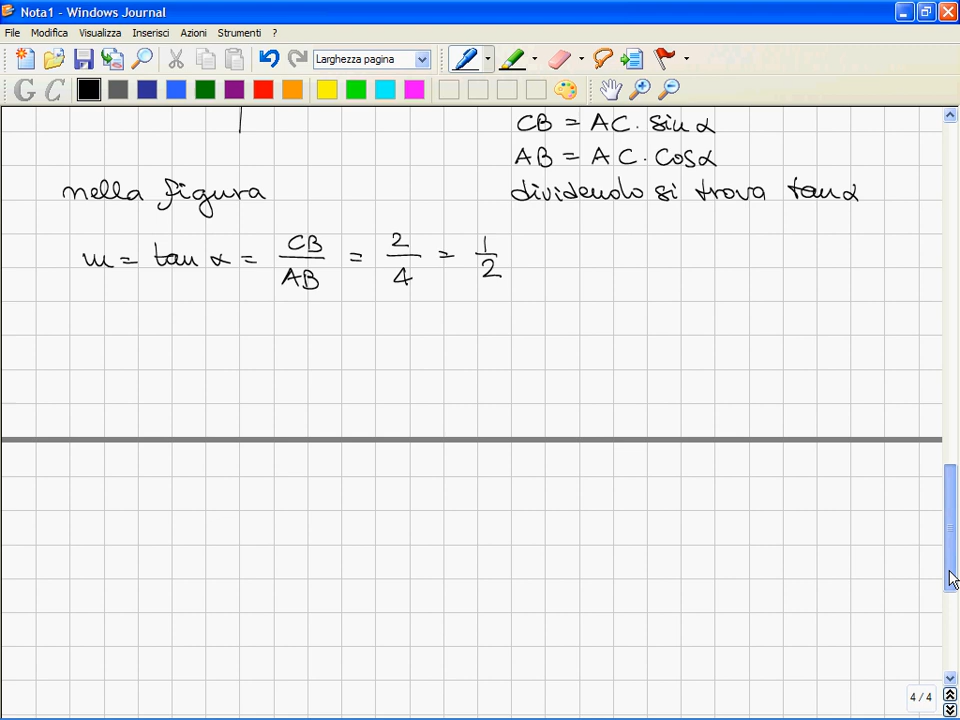 Nota1 - Windows Journal
File Modifica Visualizza Inserisci Azioni Strumenti ?
Larghezza pagina
G C
CB = AC . sin α
AB = AC . cos α
nella figura dividendo si trova tan α
m = tan α = CB/AB = 2/4 = 1/2
4 / 4